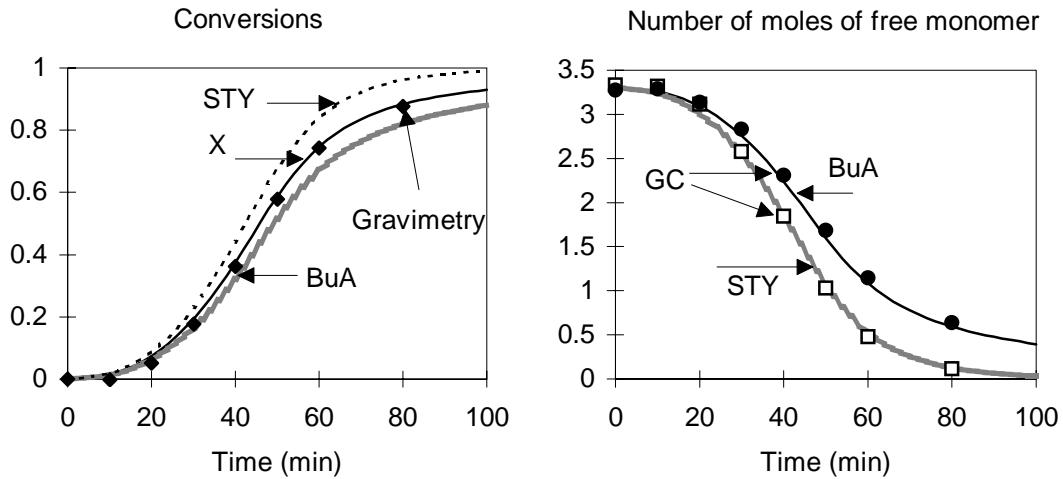 Conversions
1
0.8
0.6
0.4
0.2
0
STY
X
Gravimetry
BuA
0 20 40 60 80 100
Time (min)
Number of moles of free monomer
3.5
3
2.5
2
1.5
1
0.5
0
BuA
GC
STY
0 20 40 60 80 100
Time (min)